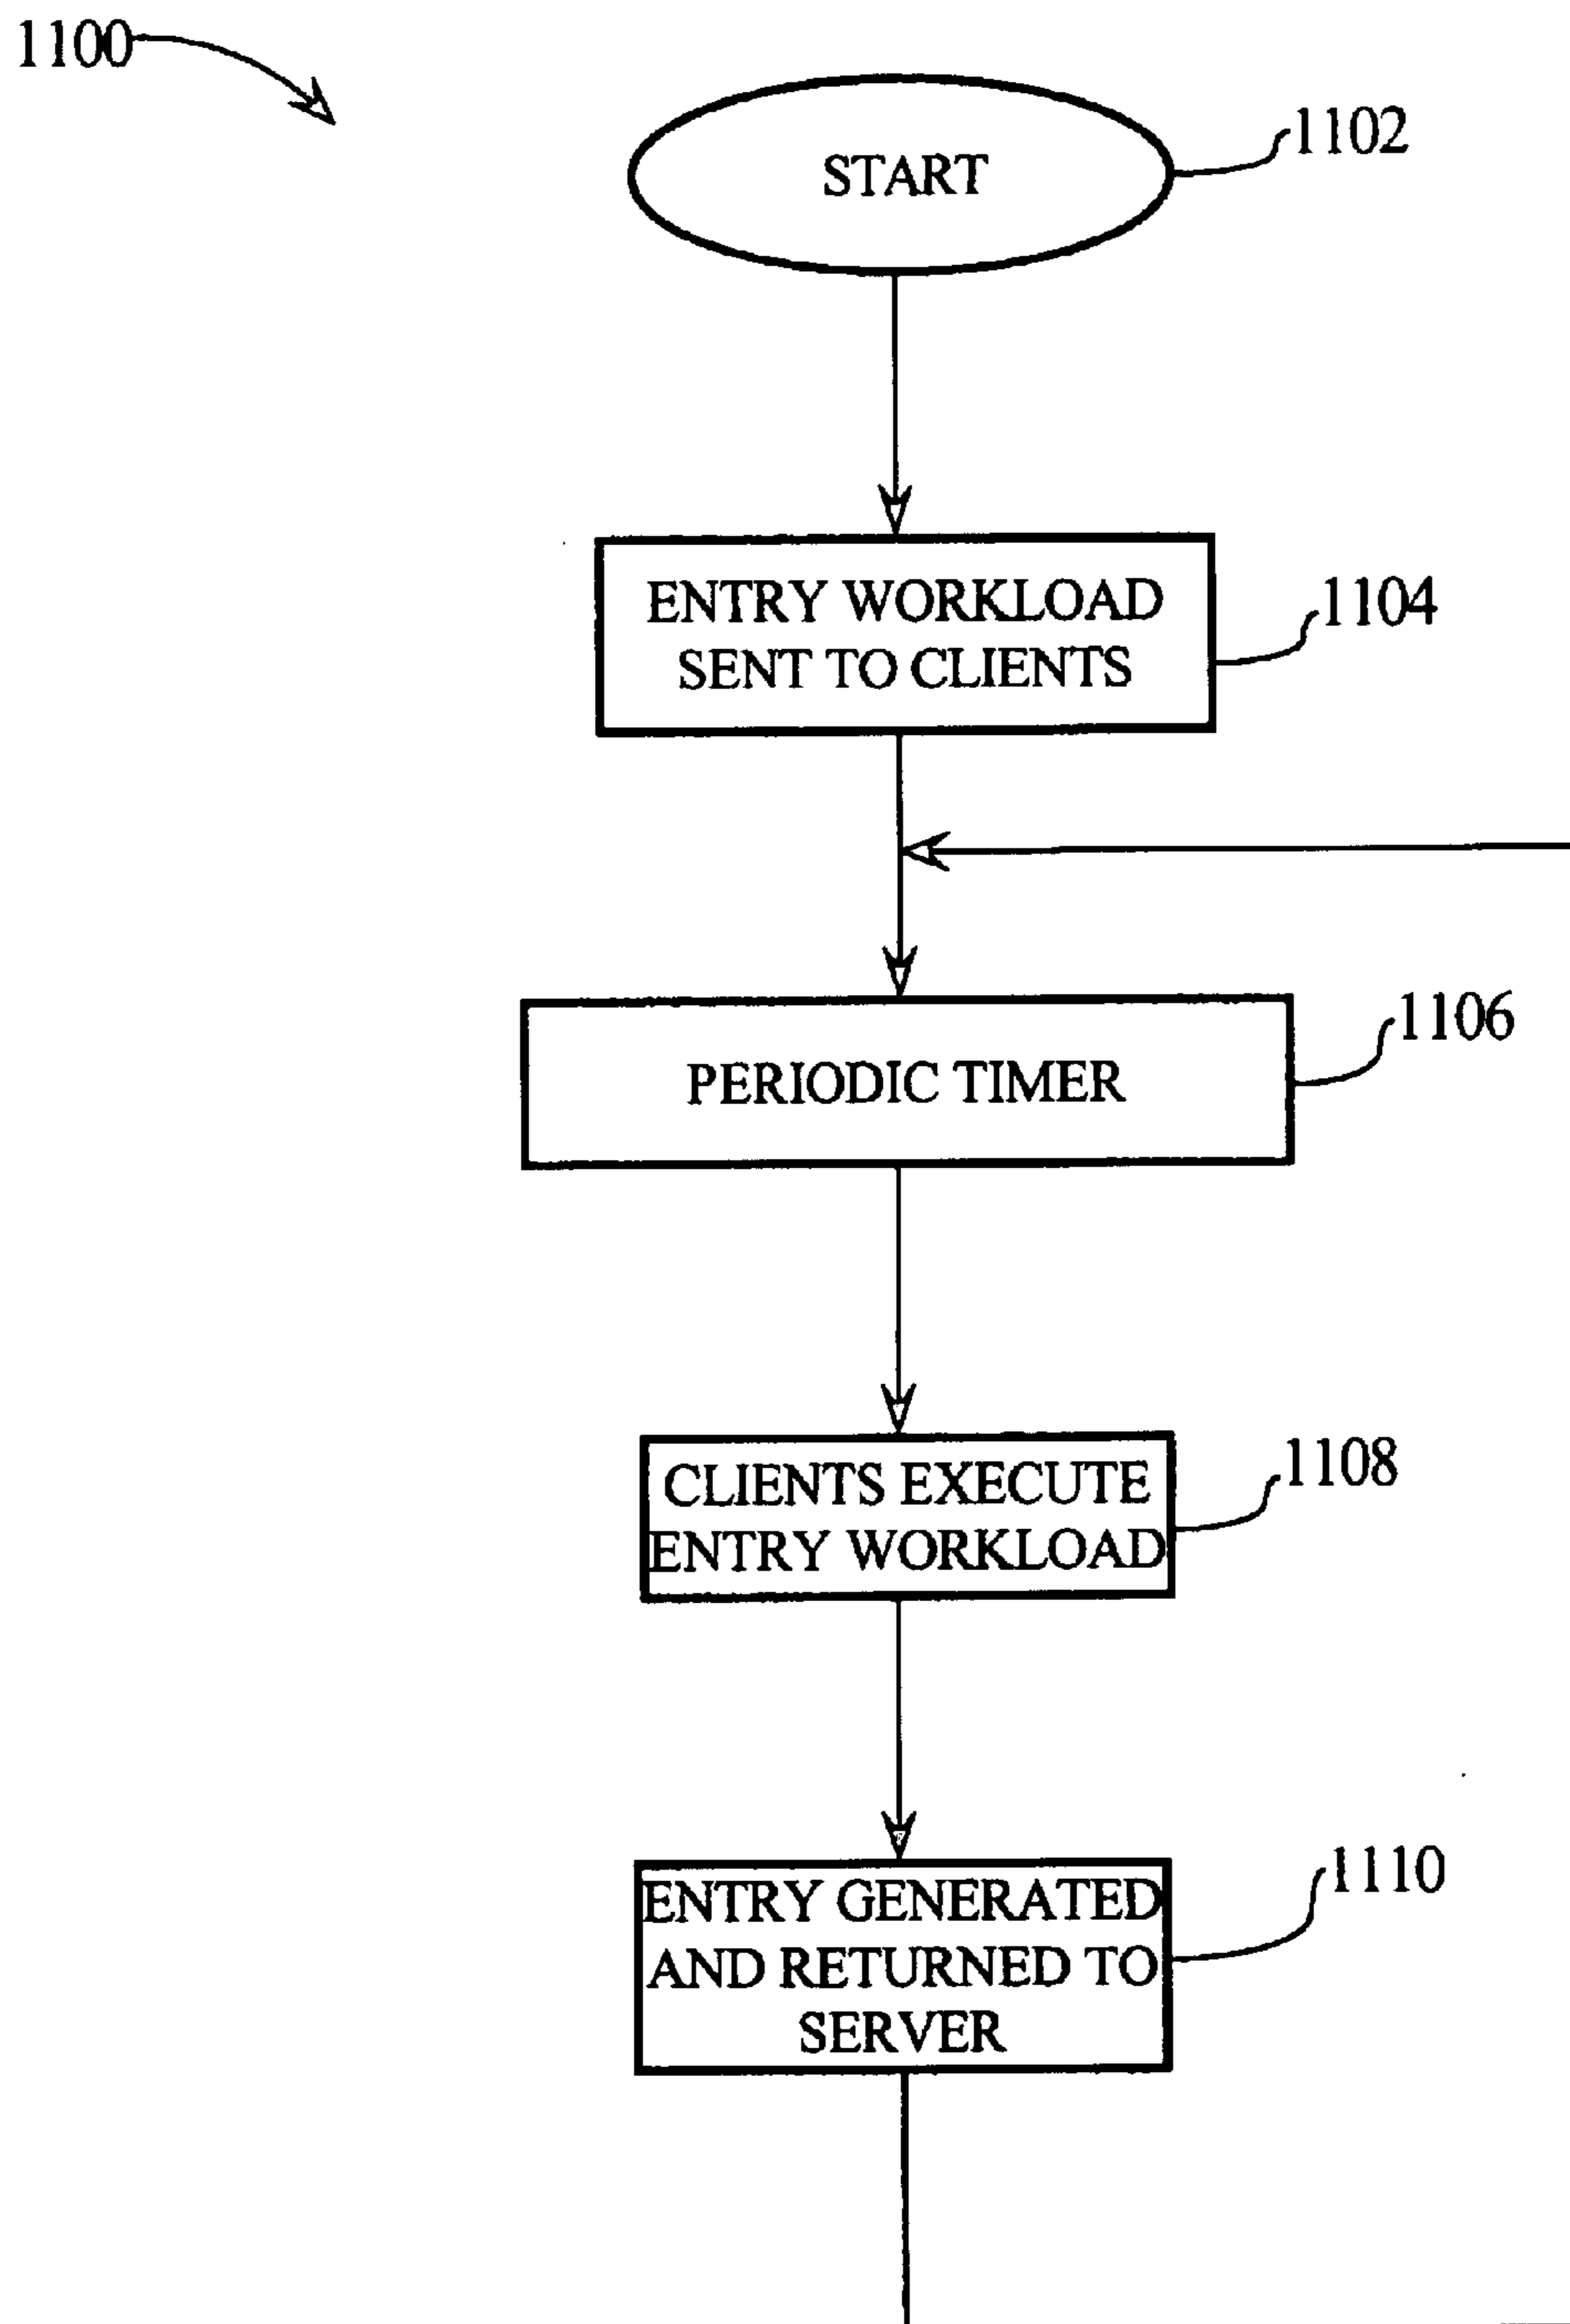 1100
START
1102
ENTRY WORKLOAD
SENT TO CLIENTS
1104
PERIODIC TIMER
1106
CLIENTS EXECUTE
ENTRY WORKLOAD
1108
ENTRY GENERATED
AND RETURNED TO
SERVER
1110